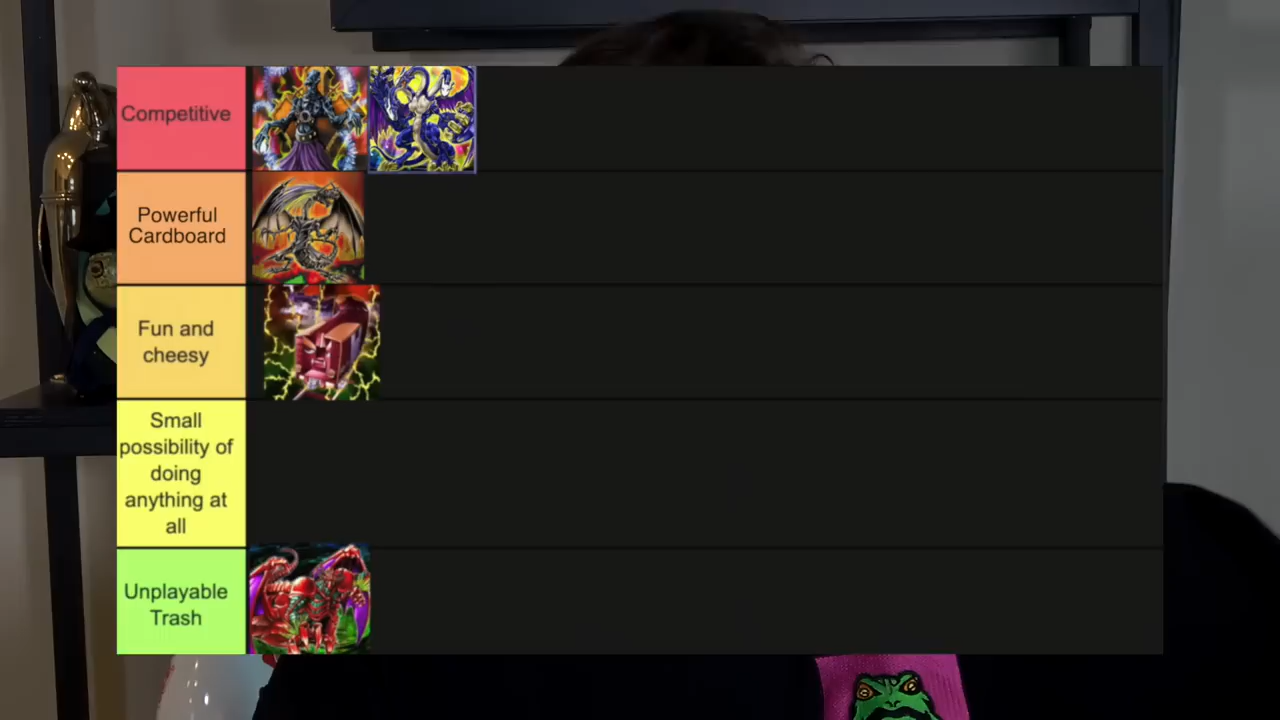 Competitive
Powerful
Cardboard
Fun and
cheesy
Small
possibility of
doing
anything at
all
Unplayable
Trash